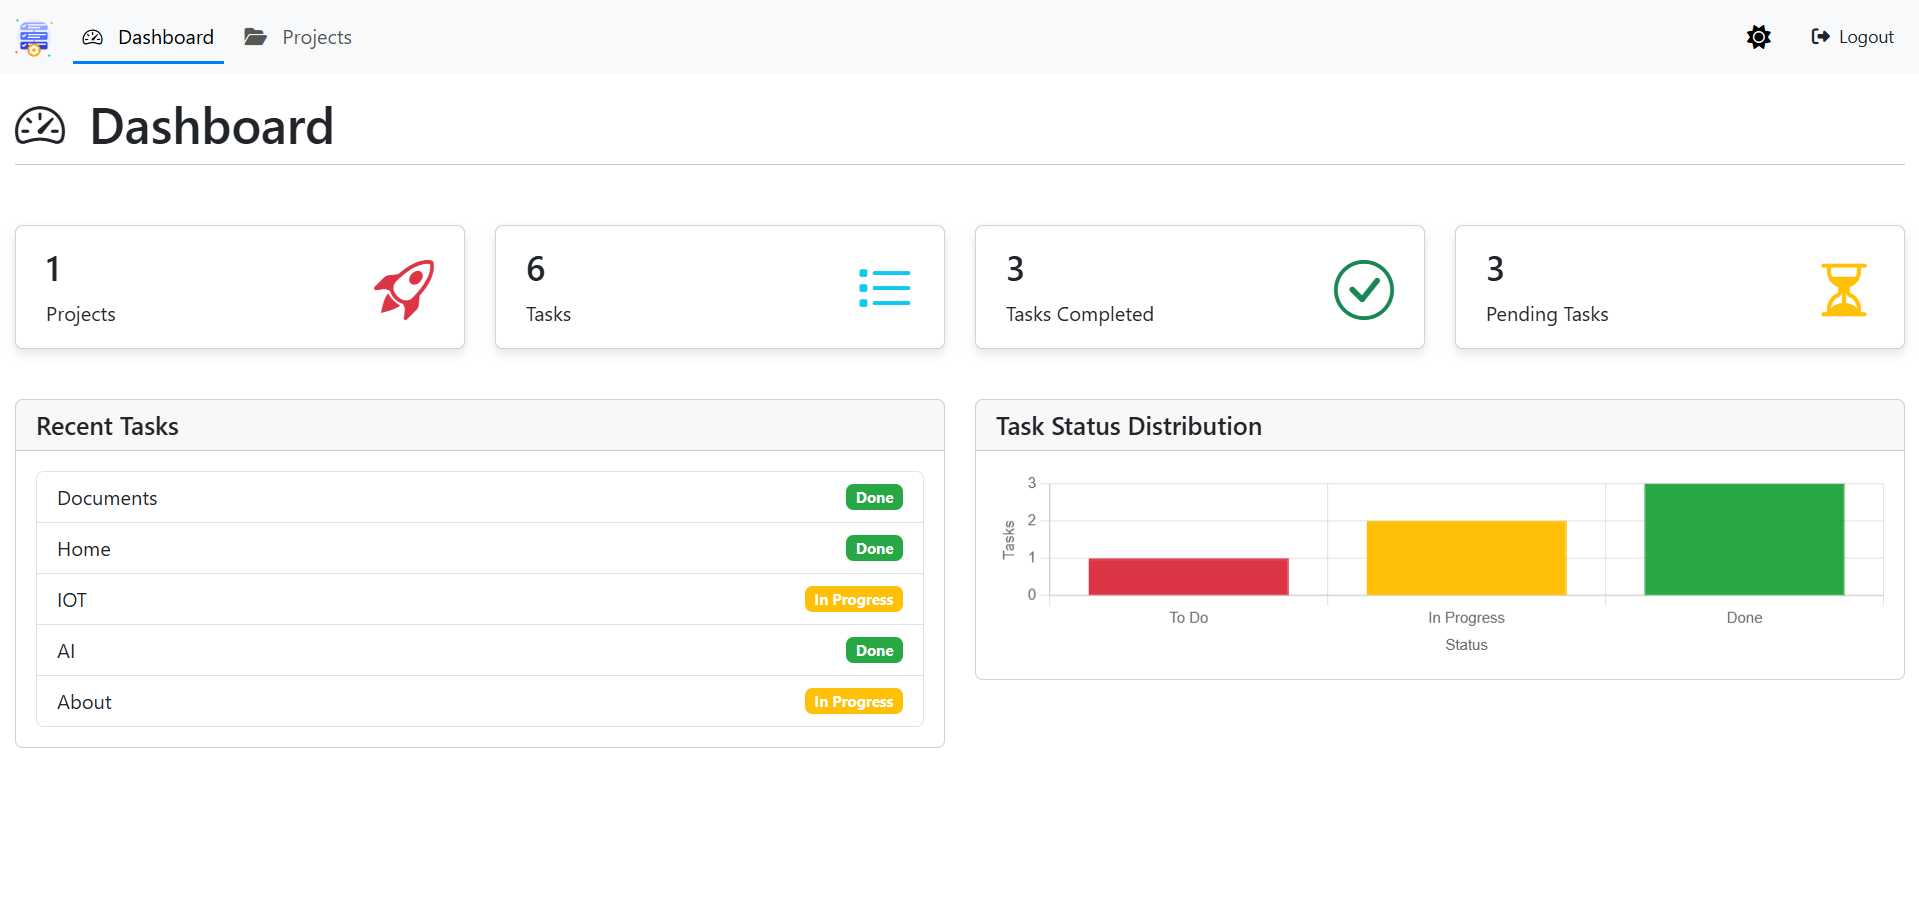 Dashboard
Projects
Logout
Dashboard
1
Projects
6
Tasks
3
Tasks Completed
3
Pending Tasks
Recent Tasks
Documents Done
Home Done
IOT In Progress
AI Done
About In Progress
Task Status Distribution
Tasks
3
2
1
0
To Do In Progress Done
Status